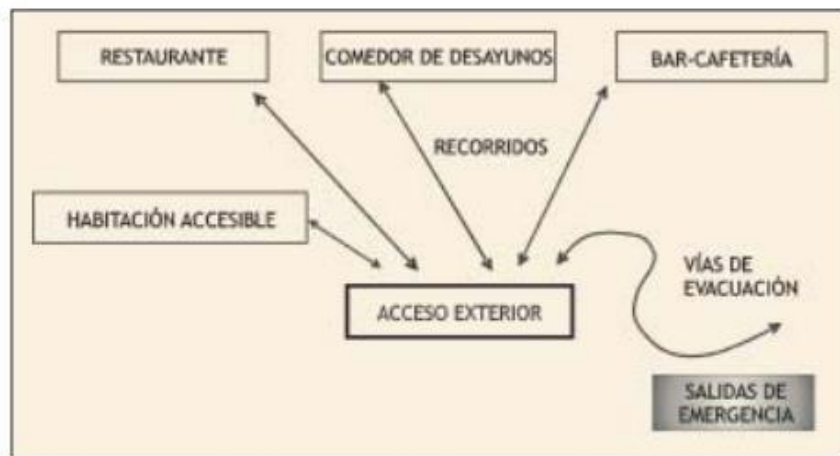 RESTAURANTE
COMEDOR DE DESAYUNOS
BAR-CAFETERÍA
RECORRIDOS
HABITACIÓN ACCESIBLE
VÍAS DE
EVACUACIÓN
ACCESO EXTERIOR
SALIDAS DE
EMERGENCIA